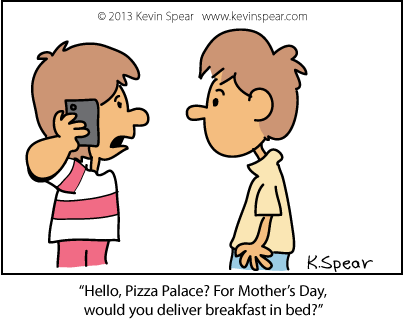 © 2013 Kevin Spear www.kevinspear.com
K.Spear
“Hello, Pizza Palace? For Mother’s Day,
would you deliver breakfast in bed?”